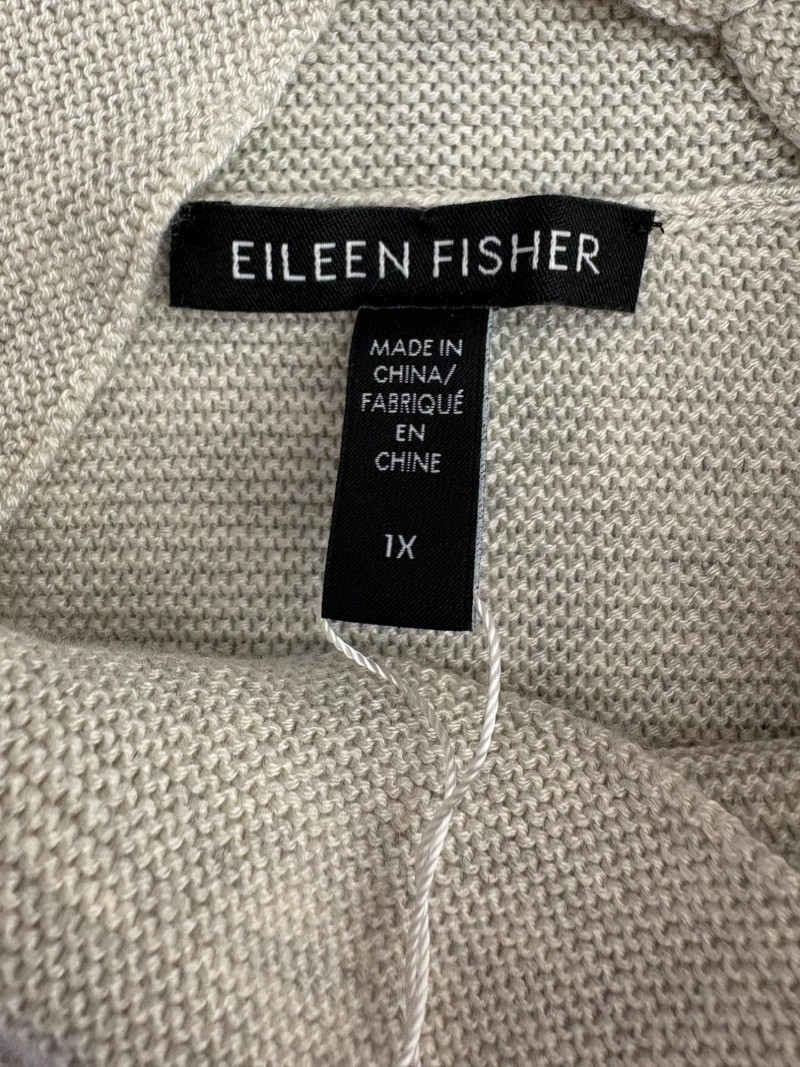 EILEEN FISHER
MADE IN
CHINA/
FABRIQUÉ
EN
CHINE
1X